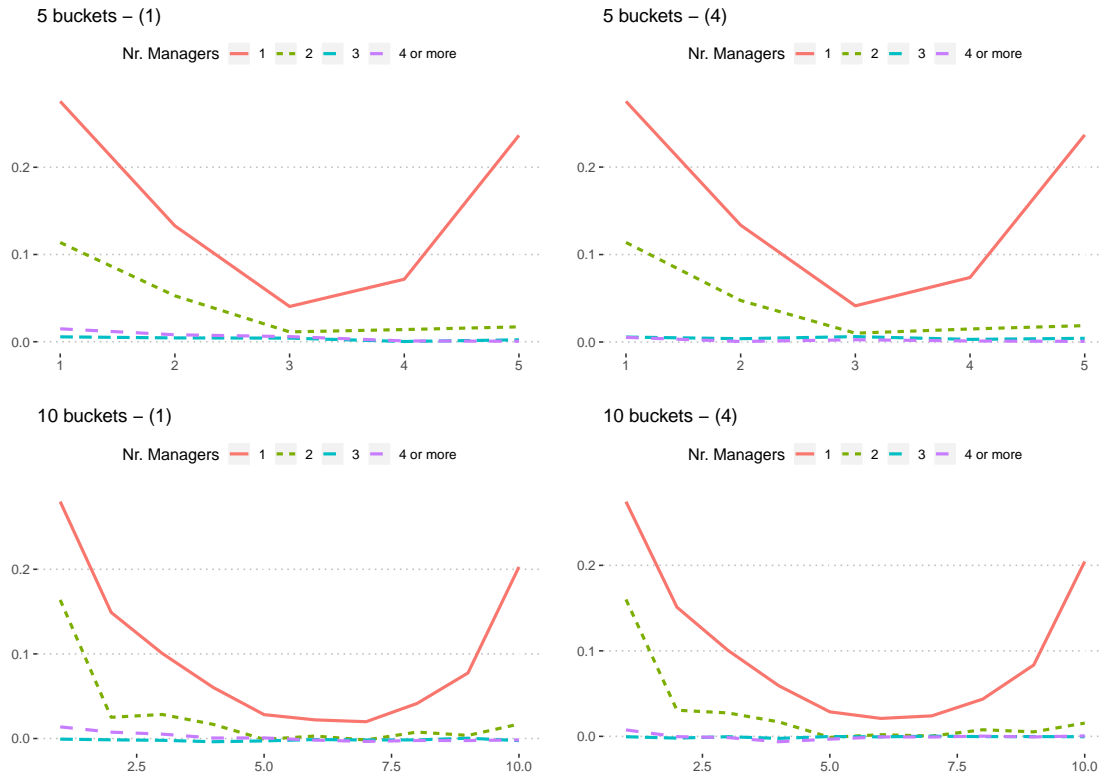 5 buckets – (1)
Nr. Managers 1 2 3 4 or more
0.2
0.1
0.0
1 2 3 4 5
5 buckets – (4)
Nr. Managers 1 2 3 4 or more
0.2
0.1
0.0
1 2 3 4 5
10 buckets – (1)
Nr. Managers 1 2 3 4 or more
0.2
0.1
0.0
2.5 5.0 7.5 10.0
10 buckets – (4)
Nr. Managers 1 2 3 4 or more
0.2
0.1
0.0
2.5 5.0 7.5 10.0